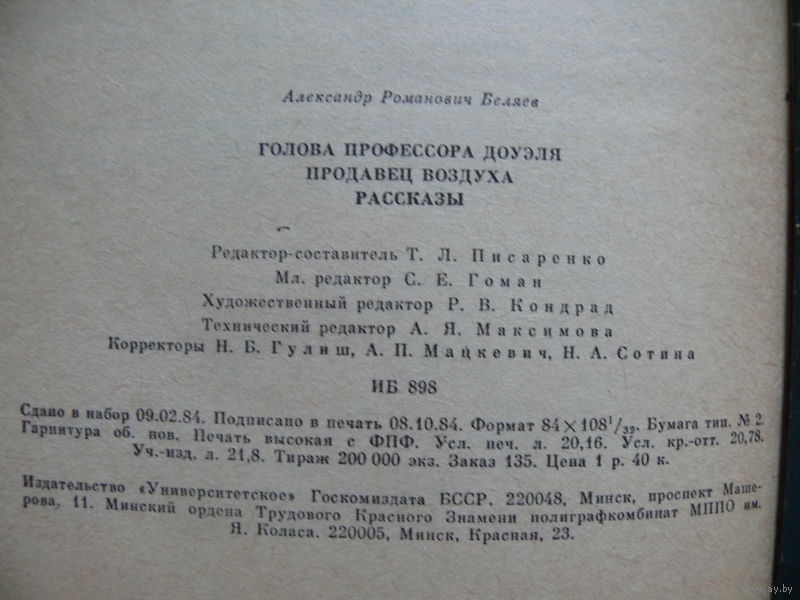 Александр Романович Беляев
ГОЛОВА ПРОФЕССОРА ДОУЭЛЯ
ПРОДАВЕЦ ВОЗДУХА
РАССКАЗЫ
Редактор-составитель Т. Л. Писаренко
Мл. редактор С. Е. Гоман
Художественный редактор Р. В. Кондрад
Технический редактор А. Я. Максимова
Корректоры Н. Б. Гулиш, А. П. Мацкевич, Н. А. Сотина
ИБ 898
Сдано в набор 09.02.84. Подписано в печать 08.10.84. Формат 84×108¹/₃₂. Бумага тип. № 2.
Гарнитура об. нов. Печать высокая с ФПФ. Усл. печ. л. 20,16. Усл. кр.-отт. 20,78.
Уч.-изд. л. 21,8. Тираж 200 000 экз. Заказ 135. Цена 1 р. 40 к.
Издательство «Университетское» Госкомиздата БССР. 220048, Минск, проспект Маше-
рова, 11. Минский ордена Трудового Красного Знамени полиграфкомбинат МППО им.
Я. Коласа. 220005, Минск, Красная, 23.
www.ay.by